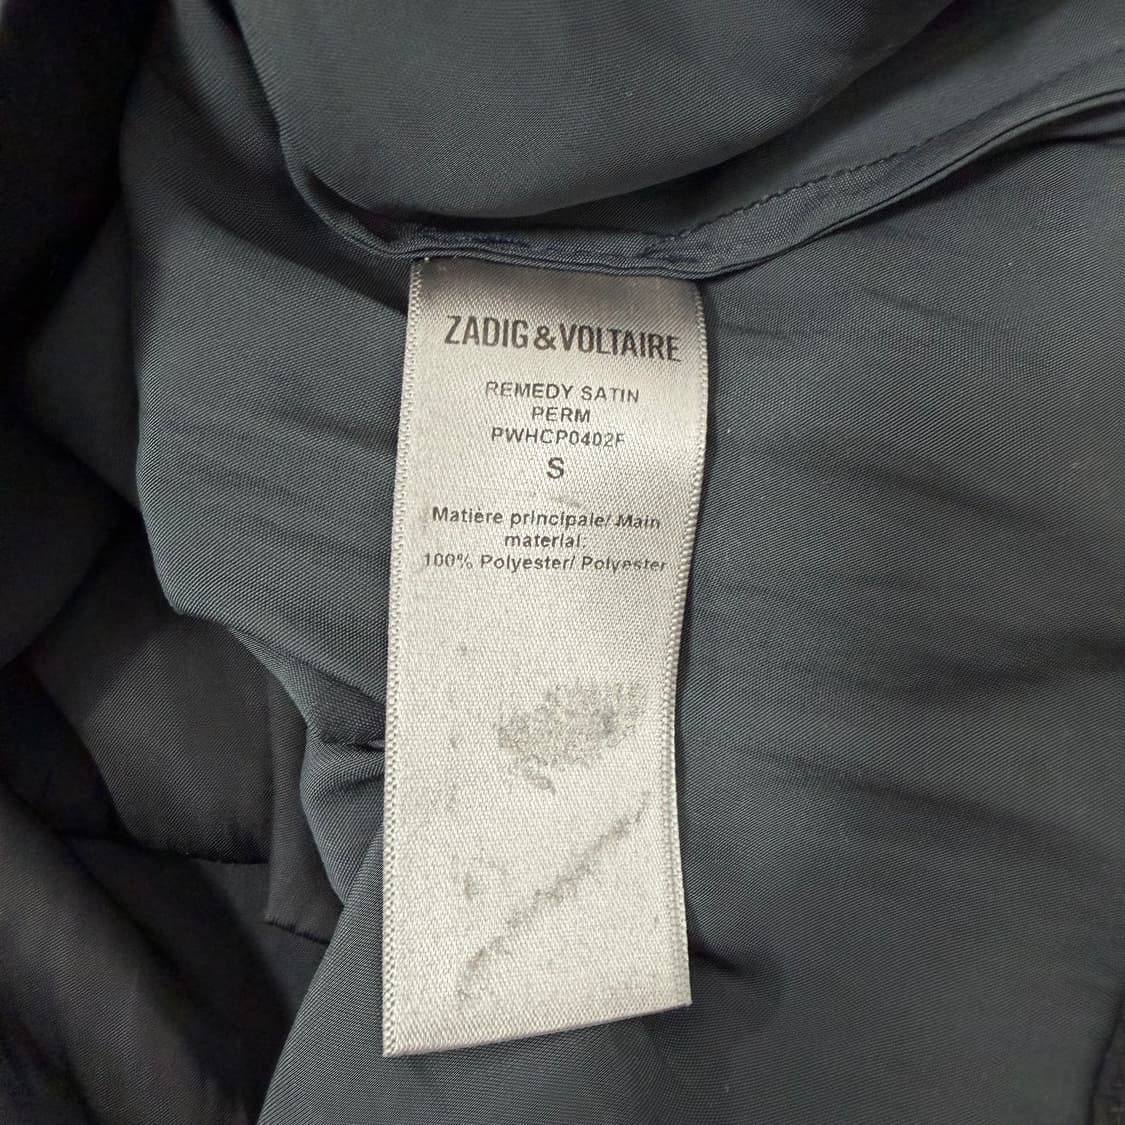 ZADIG&VOLTAIRE
REMEDY SATIN
PERM
PWHCP0402F
S
Matière principale/ Main
material:
100% Polyester/ Polyester